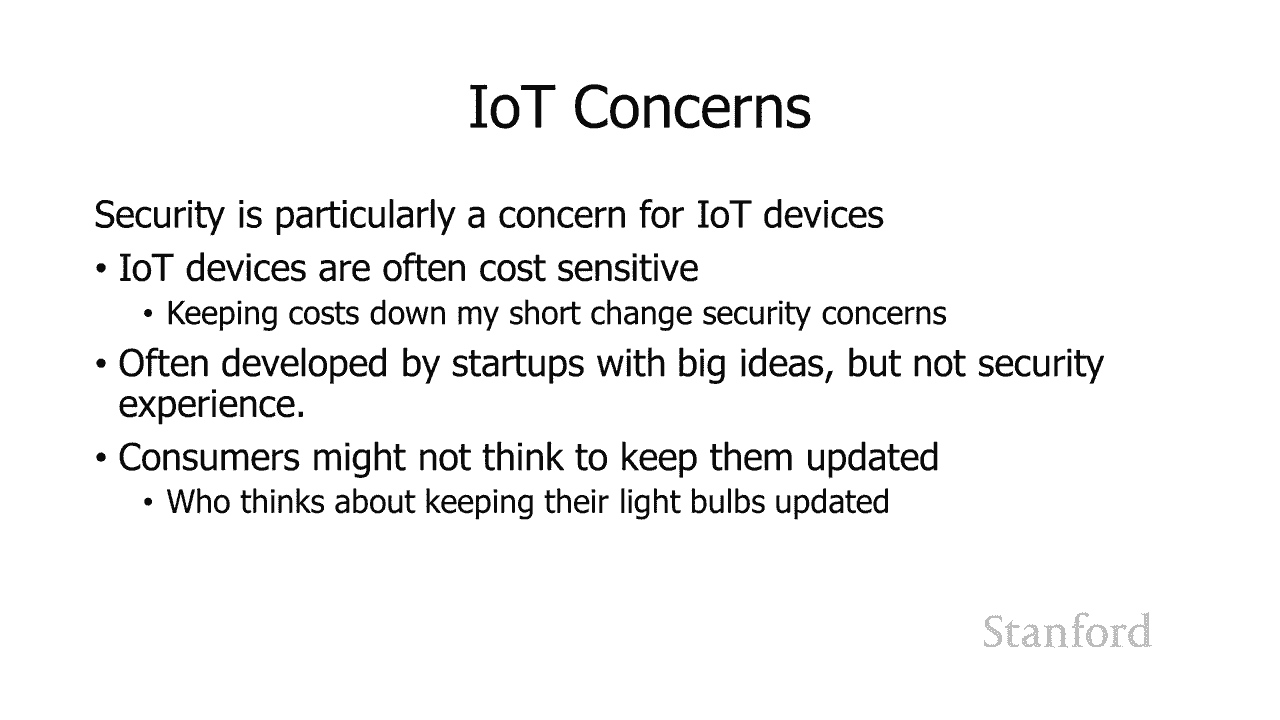 IoT Concerns
Security is particularly a concern for IoT devices
• IoT devices are often cost sensitive
• Keeping costs down my short change security concerns
• Often developed by startups with big ideas, but not security
experience.
• Consumers might not think to keep them updated
• Who thinks about keeping their light bulbs updated
Stanford